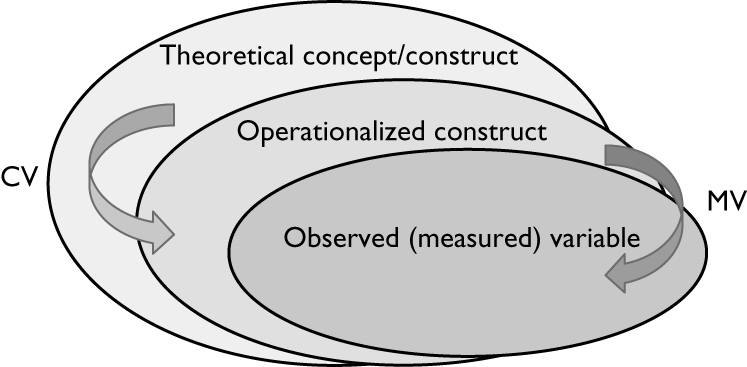 Theoretical concept/construct
Operationalized construct
CV
MV
Observed (measured) variable